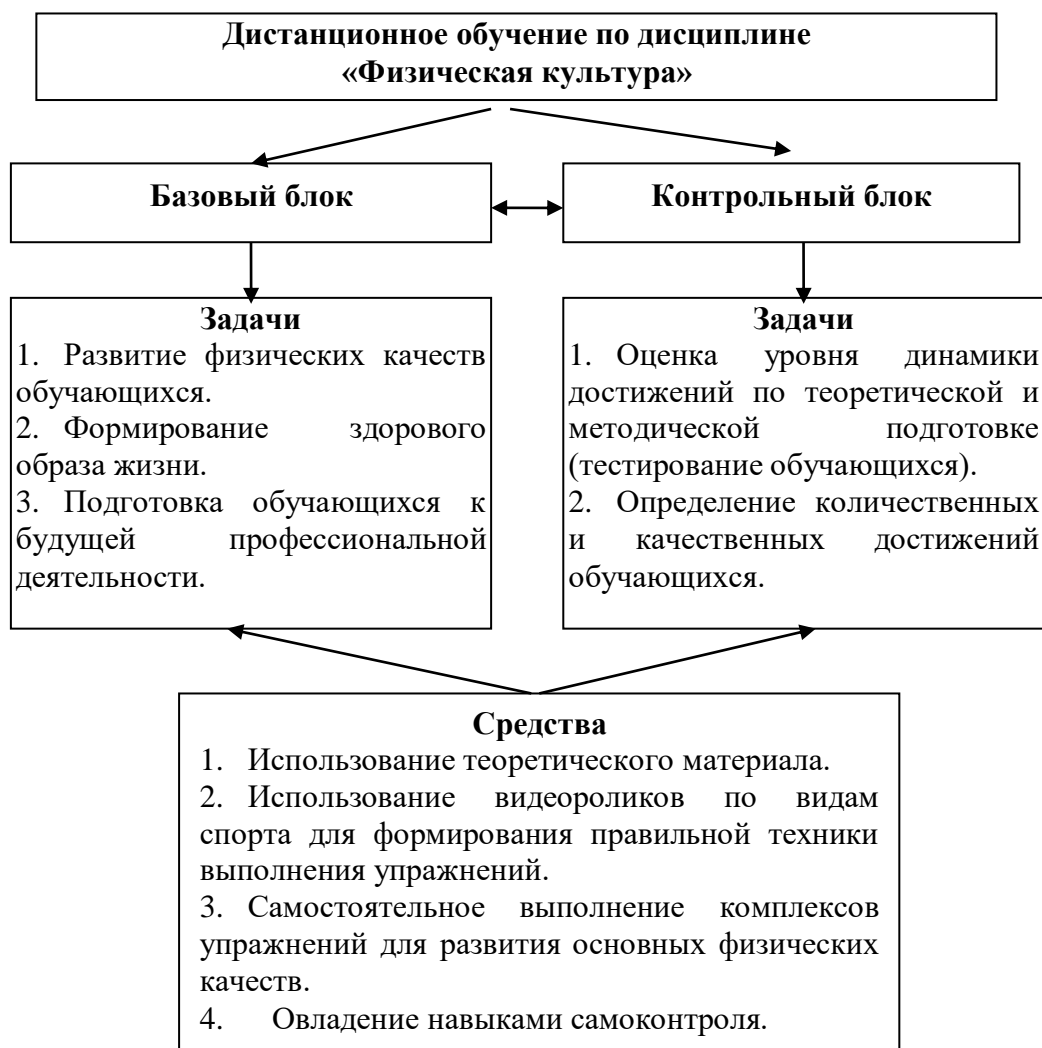 Дистанционное обучение по дисциплине
«Физическая культура»
Базовый блок
Контрольный блок
Задачи
1. Развитие физических качеств
обучающихся.
2. Формирование здорового
образа жизни.
3. Подготовка обучающихся к
будущей профессиональной
деятельности.
Задачи
1. Оценка уровня динамики
достижений по теоретической и
методической подготовке
(тестирование обучающихся).
2. Определение количественных
и качественных достижений
обучающихся.
Средства
1. Использование теоретического материала.
2. Использование видеороликов по видам
спорта для формирования правильной техники
выполнения упражнений.
3. Самостоятельное выполнение комплексов
упражнений для развития основных физических
качеств.
4. Овладение навыками самоконтроля.